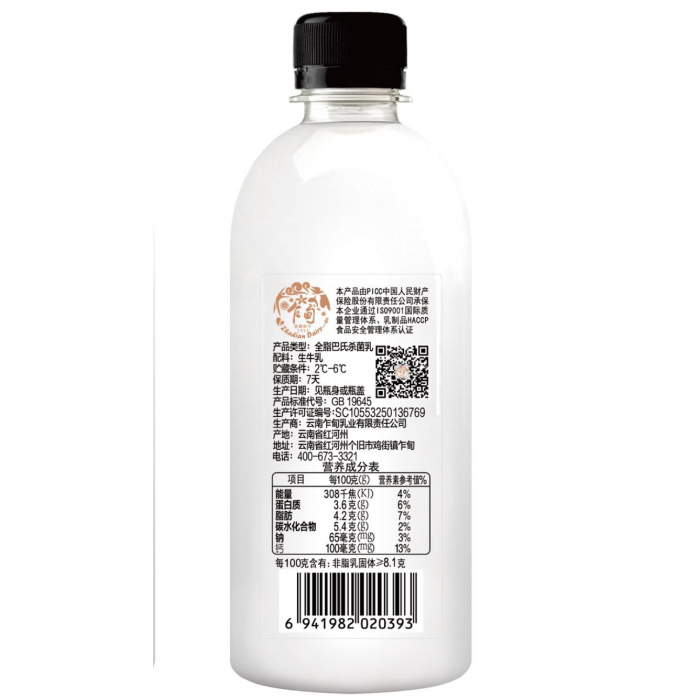 本产品由PICC中国人民财产
保险股份有限责任公司承保
本企业通过ISO9001国际质
量管理体系、乳制品HACCP
食品安全管理体系认证
Zhadian Dairy
产品类型：全脂巴氏杀菌乳
配料：生牛乳
贮藏条件：2℃-6℃
保质期：7天
生产日期：见瓶身或瓶盖
产品标准代号：GB 19645
生产许可证编号：SC10553250136769
生产商：云南乍甸乳业有限责任公司
产地：云南省红河州
地址：云南省红河州个旧市鸡街镇乍甸
电话：400-673-3321
营养成分表
项目 每100克(g) 营养素参考值%
能量 308千焦(KJ) 4%
蛋白质 3.6克(g) 6%
脂肪 4.2克(g) 7%
碳水化合物 5.4克(g) 2%
钠 65毫克(mg) 3%
钙 100毫克(mg) 13%
每100克含有：非脂乳固体≥8.1克
6 941982 020393